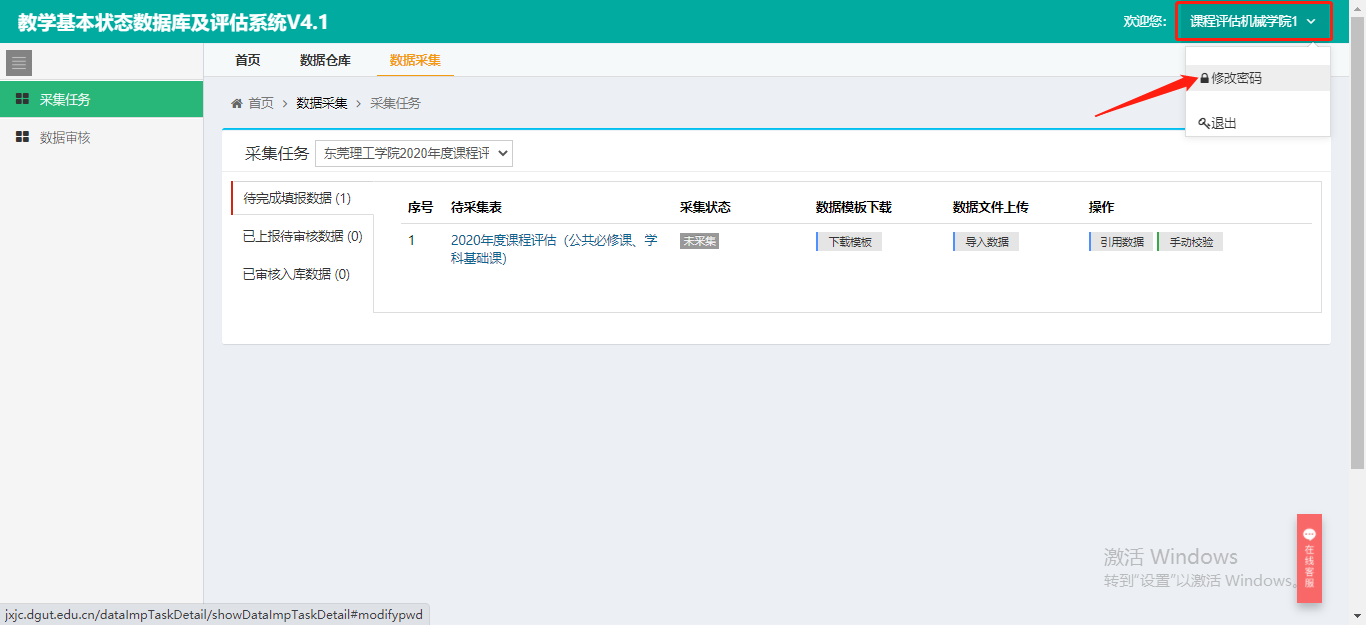 教学基本状态数据库及评估系统V4.1
欢迎您: 课程评估机械学院1
首页 数据仓库 数据采集
修改密码
退出
采集任务
数据审核
首页 > 数据采集 > 采集任务
采集任务 东莞理工学院2020年度课程评
待完成填报数据 (1)
已上报待审核数据 (0)
已审核入库数据 (0)
序号 待采集表 采集状态 数据模板下载 数据文件上传 操作
1 2020年度课程评估（公共必修课、学 未采集 下载模板 导入数据 引用数据 手动校验
科基础课)
在线客服
激活 Windows
转到"设置"以激活 Windows。
jxjc.dgut.edu.cn/dataImpTaskDetail/showDataImpTaskDetail#modifypwd